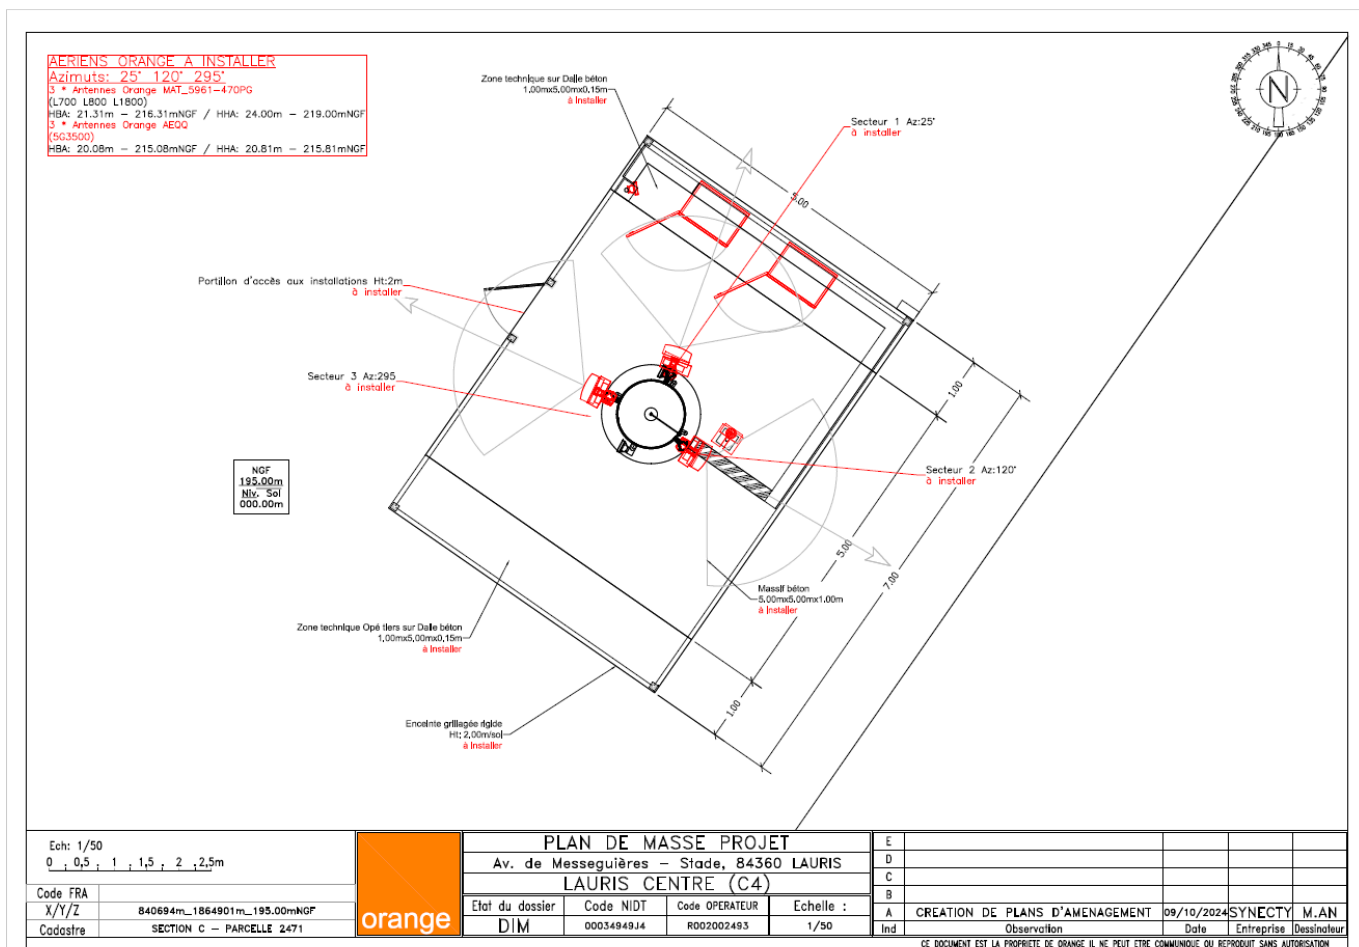 AERIENS ORANGE A INSTALLER
Azimuts: 25° 120° 295°
3 * Antennes Orange MAT_5961-470PG
(L700 L800 L1800)
HBA: 21.31m - 216.31mNGF / HHA: 24.00m - 219.00mNGF
3 * Antennes Orange AEQQ
(5G3500)
HBA: 20.08m - 215.08mNGF / HHA: 20.81m - 215.81mNGF
Zone technique sur Dalle béton
1,00mx5,00mx0,15m
à installer
Secteur 1 Az:25°
à installer
N
5.00
Portillon d'accès aux installations Ht:2m
à installer
Secteur 3 Az:295
à installer
1.00
Secteur 2 Az:120°
à installer
NGF
195.00m
Niv. Sol
000.00m
5.00
7.00
Massif béton
5.00mx5.00mx1.00m
à installer
Zone technique Opé tiers sur Dalle béton
1,00mx5,00mx0,15m
à installer
1.00
Enceinte grillagée rigide
Ht: 2,00m/sol
à installer
Ech: 1/50
0 0,5 1 1,5 2 2,5m
Code FRA
X/Y/Z 840694m_1864901m_195.00mNGF
Cadastre SECTION C - PARCELLE 2471
orange
PLAN DE MASSE PROJET
Av. de Messeguières - Stade, 84360 LAURIS
LAURIS CENTRE (C4)
Etat du dossier Code NIDT Code OPERATEUR Echelle :
DIM 00034949J4 R002002493 1/50
E
D
C
B
A CREATION DE PLANS D'AMENAGEMENT 09/10/2024 SYNECTY M.AN
Ind Observation Date Entreprise Dessinateur
CE DOCUMENT EST LA PROPRIETE DE ORANGE IL NE PEUT ETRE COMMUNIQUE OU REPRODUIT SANS AUTORISATION